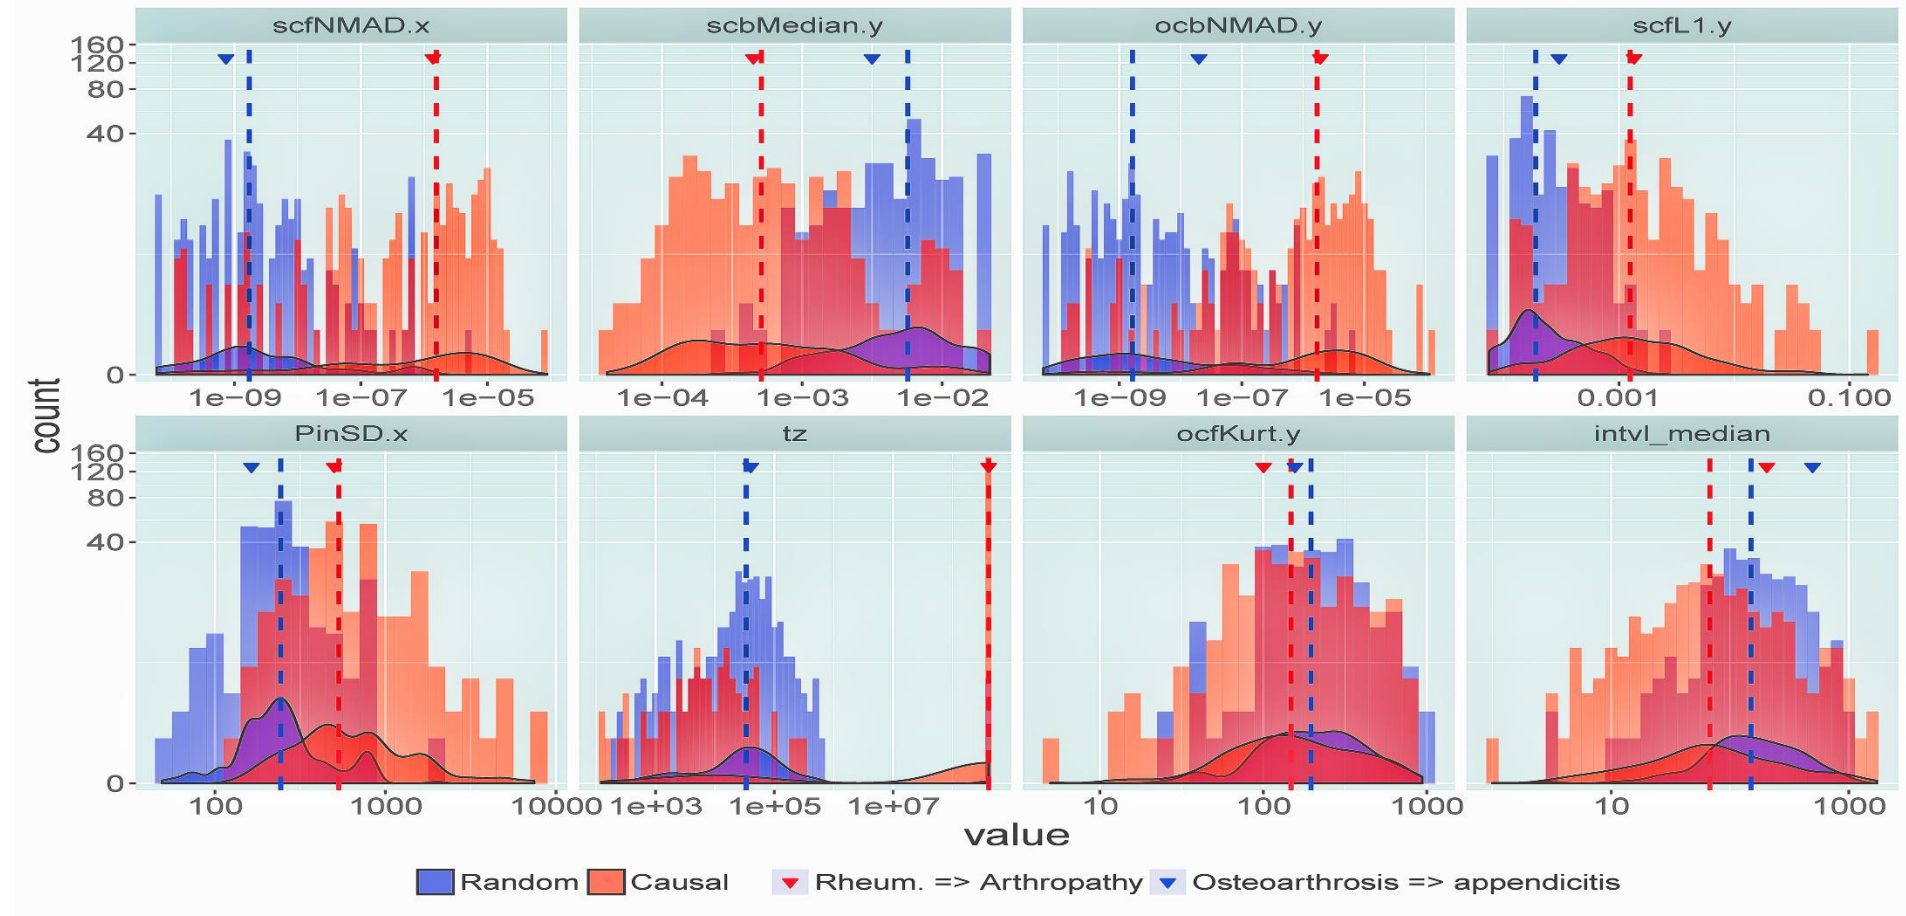 scfNMAD.x scbMedian.y ocbNMAD.y scfL1.y
160
120
80
40
0
1e−09 1e−07 1e−05 1e−04 1e−03 1e−02 1e−09 1e−07 1e−05 0.001 0.100
count
PinSD.x tz ocfKurt.y intvl_median
160
120
80
40
0
100 1000 10000 1e+03 1e+05 1e+07 10 100 1000 10 1000
value
Random Causal Rheum. => Arthropathy Osteoarthrosis => appendicitis